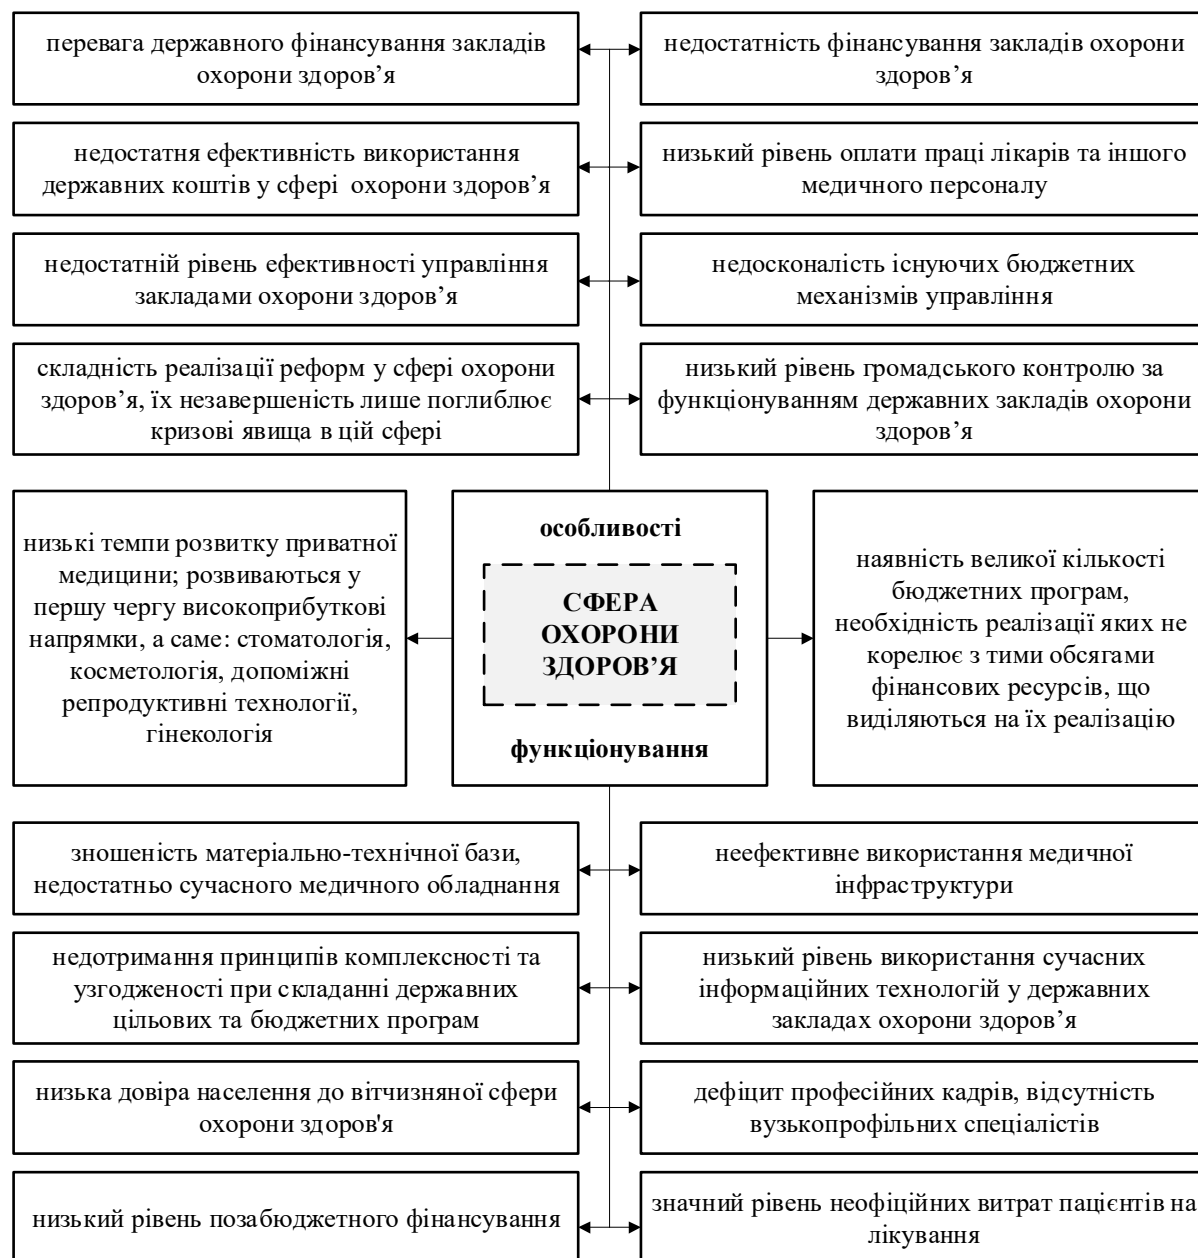 перевага державного фінансування закладів
охорони здоров’я
недостатність фінансування закладів охорони
здоров’я
недостатня ефективність використання
державних коштів у сфері охорони здоров’я
низький рівень оплати праці лікарів та іншого
медичного персоналу
недостатній рівень ефективності управління
закладами охорони здоров’я
недосконалість існуючих бюджетних
механізмів управління
складність реалізації реформ у сфері охорони
здоров’я, їх незавершеність лише поглиблює
кризові явища в цій сфері
низький рівень громадського контролю за
функціонуванням державних закладів охорони
здоров’я
низькі темпи розвитку приватної
медицини; розвиваються у
першу чергу високоприбуткові
напрямки, а саме: стоматологія,
косметологія, допоміжні
репродуктивні технології,
гінекологія
особливості
СФЕРА
ОХОРОНИ
ЗДОРОВ’Я
функціонування
наявність великої кількості
бюджетних програм,
необхідність реалізації яких не
корелює з тими обсягами
фінансових ресурсів, що
виділяються на їх реалізацію
зношеність матеріально-технічної бази,
недостатньо сучасного медичного обладнання
неефективне використання медичної
інфраструктури
недотримання принципів комплексності та
узгодженості при складанні державних
цільових та бюджетних програм
низький рівень використання сучасних
інформаційних технологій у державних
закладах охорони здоров’я
низька довіра населення до вітчизняної сфери
охорони здоров'я
дефіцит професійних кадрів, відсутність
вузькопрофільних спеціалістів
низький рівень позабюджетного фінансування
значний рівень неофіційних витрат пацієнтів на
лікування